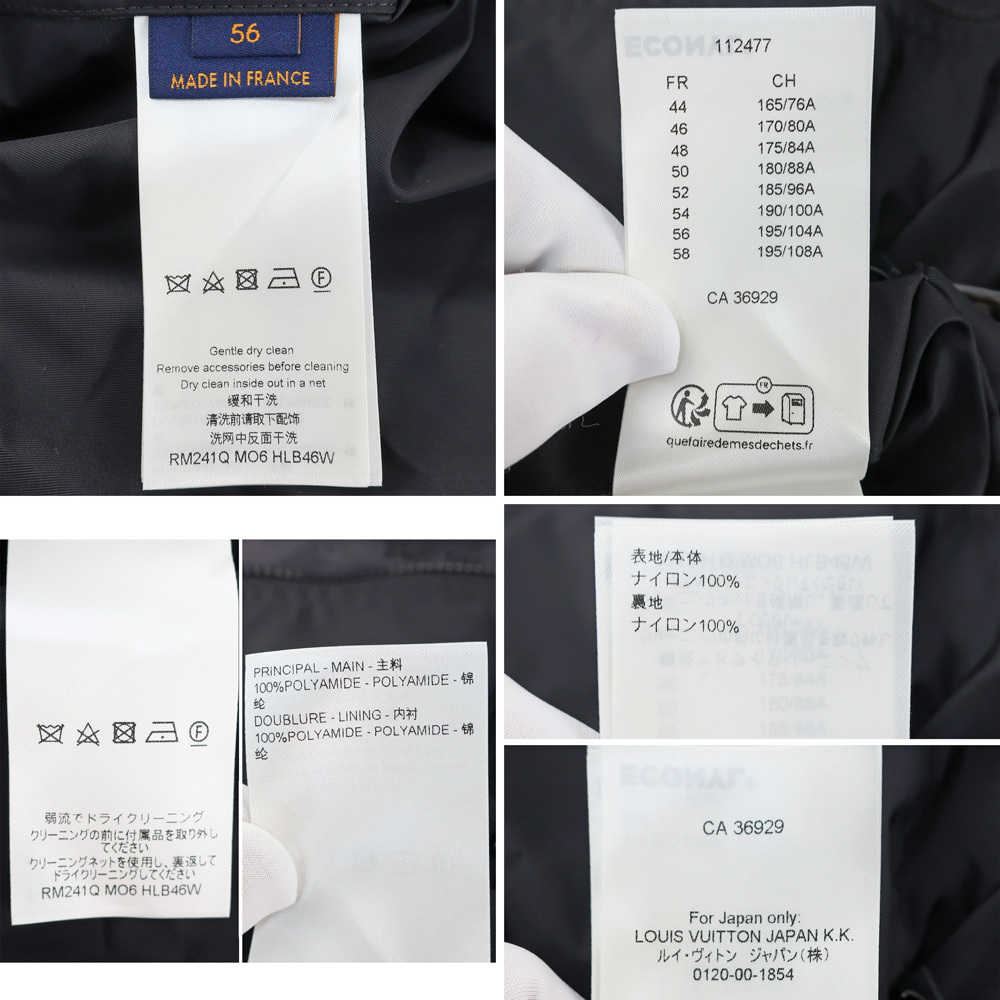 56
MADE IN FRANCE
F
Gentle dry clean
Remove accessories before cleaning
Dry clean inside out in a net
缓和干洗
清洗前请取下配饰
洗网中反面干洗
RM241Q MO6 HLB46W
ECONYL
112477
FR CH
44 165/76A
46 170/80A
48 175/84A
50 180/88A
52 185/96A
54 190/100A
56 195/104A
58 195/108A
CA 36929
FR
quefairedemesdechets.fr
F
弱流でドライクリーニング
クリーニングの前に付属品を取り外し
てください
クリーニングネットを使用し、裏返して
ドライクリーニングしてください
RM241Q MO6 HLB46W
PRINCIPAL - MAIN - 主料
100%POLYAMIDE - POLYAMIDE - 锦
纶
DOUBLURE - LINING - 内衬
100%POLYAMIDE - POLYAMIDE - 锦
纶
表地/本体
ナイロン100%
裏地
ナイロン100%
ECONYL®
CA 36929
For Japan only:
LOUIS VUITTON JAPAN K.K.
ルイ・ヴィトン ジャパン(株)
0120-00-1854